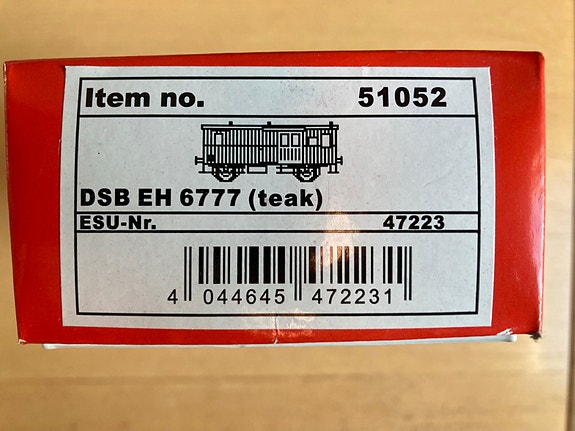 Item no. 51052
DSB EH 6777 (teak)
ESU-Nr. 47223
4 044645 472231